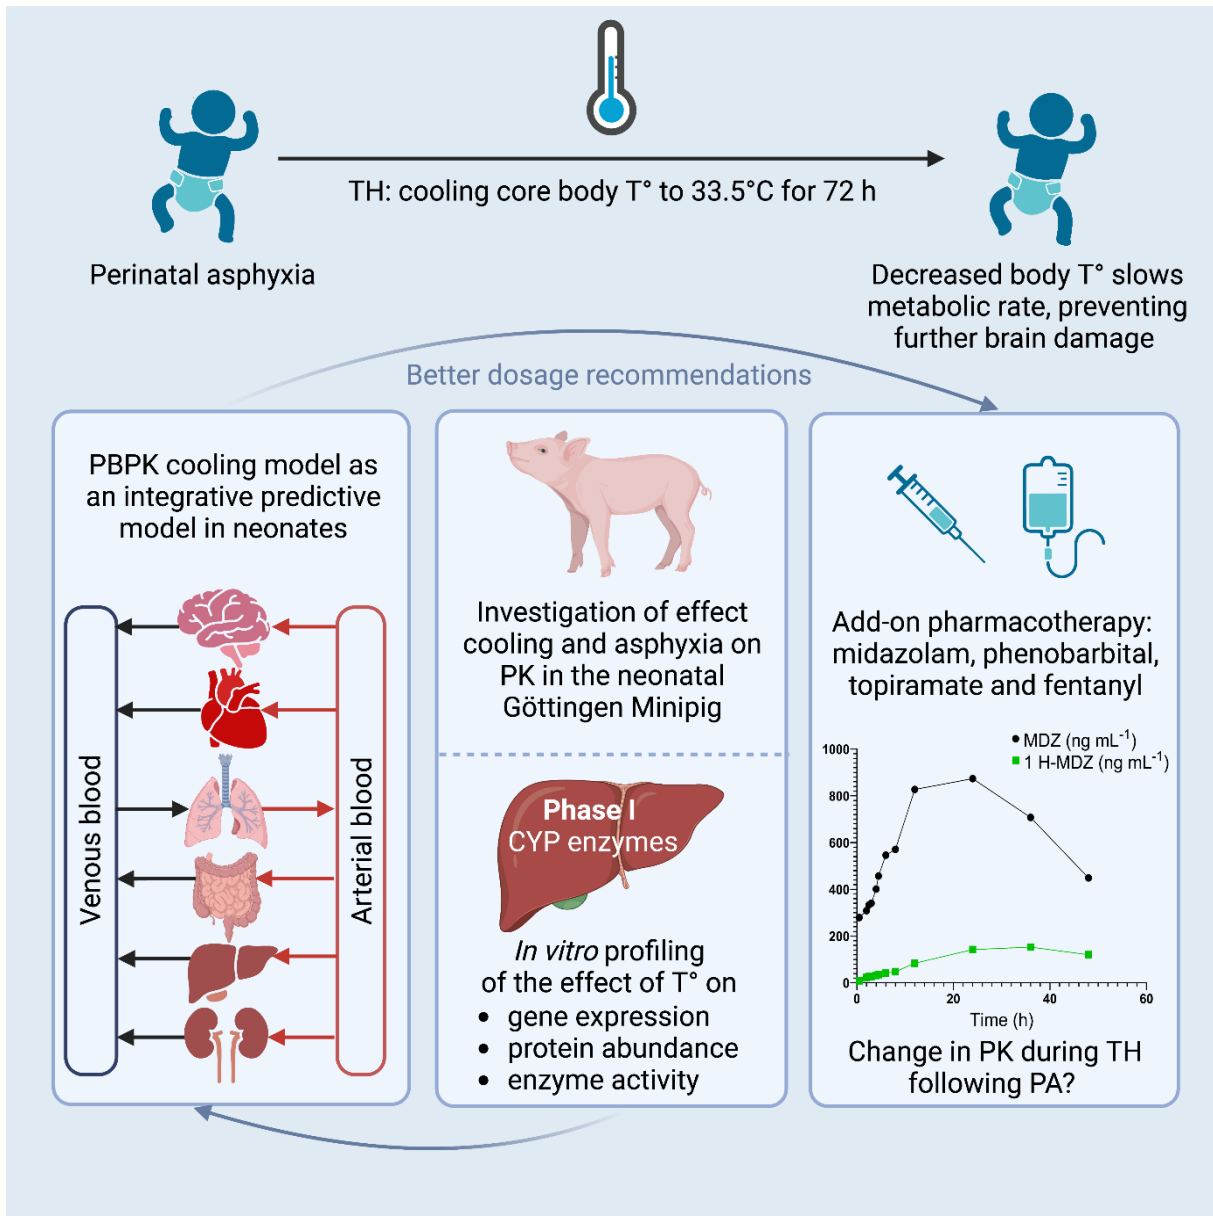 TH: cooling core body T° to 33.5°C for 72 h
Perinatal asphyxia
Decreased body T° slows
metabolic rate, preventing
further brain damage
Better dosage recommendations
PBPK cooling model as
an integrative predictive
model in neonates
Venous blood
Arterial blood
Investigation of effect
cooling and asphyxia on
PK in the neonatal
Göttingen Minipig
Phase I
CYP enzymes
In vitro profiling
of the effect of T° on
• gene expression
• protein abundance
• enzyme activity
Add-on pharmacotherapy:
midazolam, phenobarbital,
topiramate and fentanyl
MDZ (ng mL⁻¹)
1 H-MDZ (ng mL⁻¹)
1000
800
600
400
200
0
0 20 40 60
Time (h)
Change in PK during TH
following PA?